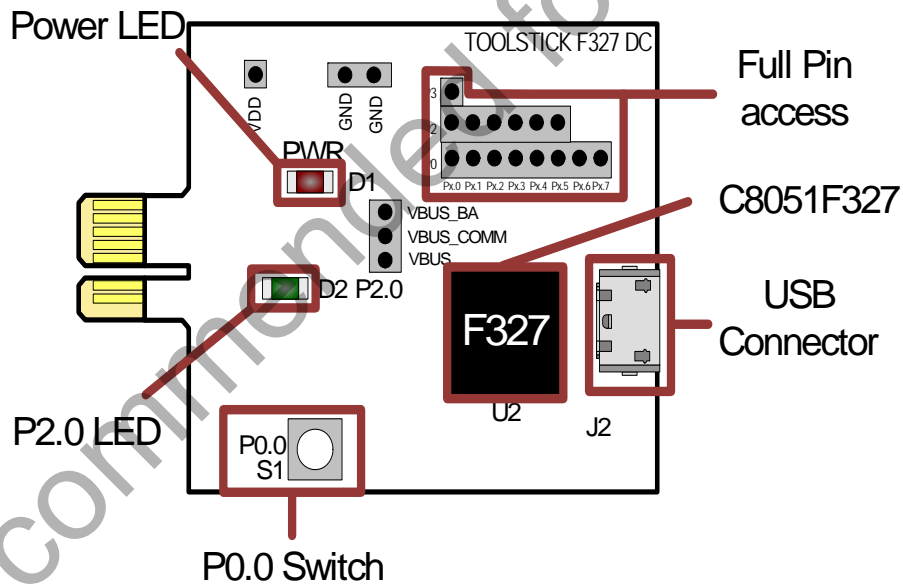 Power LED
TOOLSTICK F327 DC
Full Pin
access
VDD
GND
GND
3
2
0
Px.0 Px.1 Px.2 Px.3 Px.4 Px.5 Px.6 Px.7
PWR
D1
VBUS_BA
VBUS_COMM
VBUS
C8051F327
D2 P2.0
F327
U2
USB
Connector
J2
P2.0 LED
P0.0
S1
P0.0 Switch
commended fo